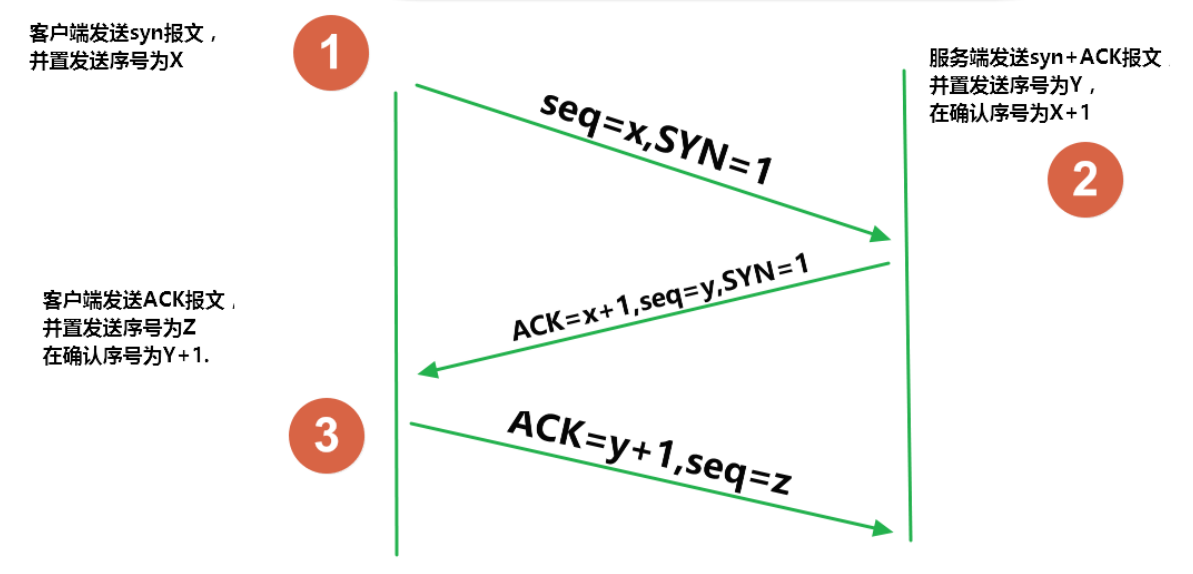 客户端发送syn报文，
并置发送序号为X
1
服务端发送syn+ACK报文
并置发送序号为Y，
在确认序号为X+1
2
seq=x,SYN=1
ACK=x+1,seq=y,SYN=1
客户端发送ACK报文，
并置发送序号为Z
在确认序号为Y+1.
3
ACK=y+1,seq=z